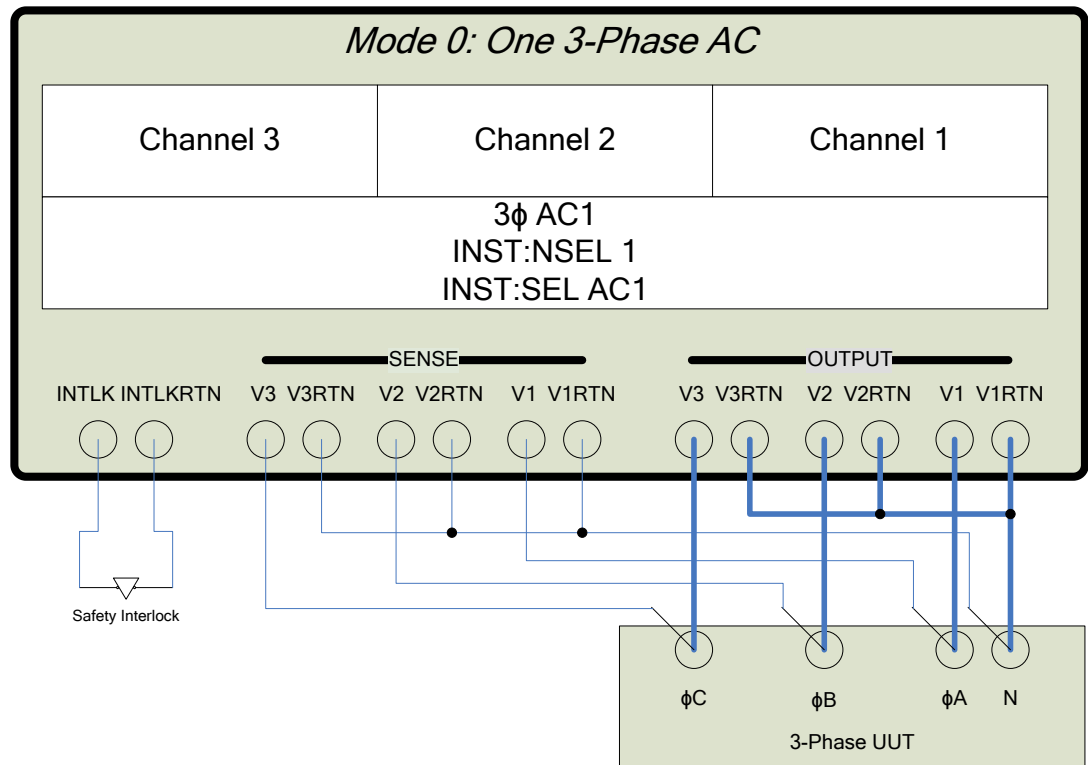 Mode 0: One 3-Phase AC
Channel 3 Channel 2 Channel 1
3ϕ AC1
INST:NSEL 1
INST:SEL AC1
SENSE OUTPUT
INTLK INTLKRTN V3 V3RTN V2 V2RTN V1 V1RTN V3 V3RTN V2 V2RTN V1 V1RTN
Safety Interlock
ϕC ϕB ϕA N
3-Phase UUT